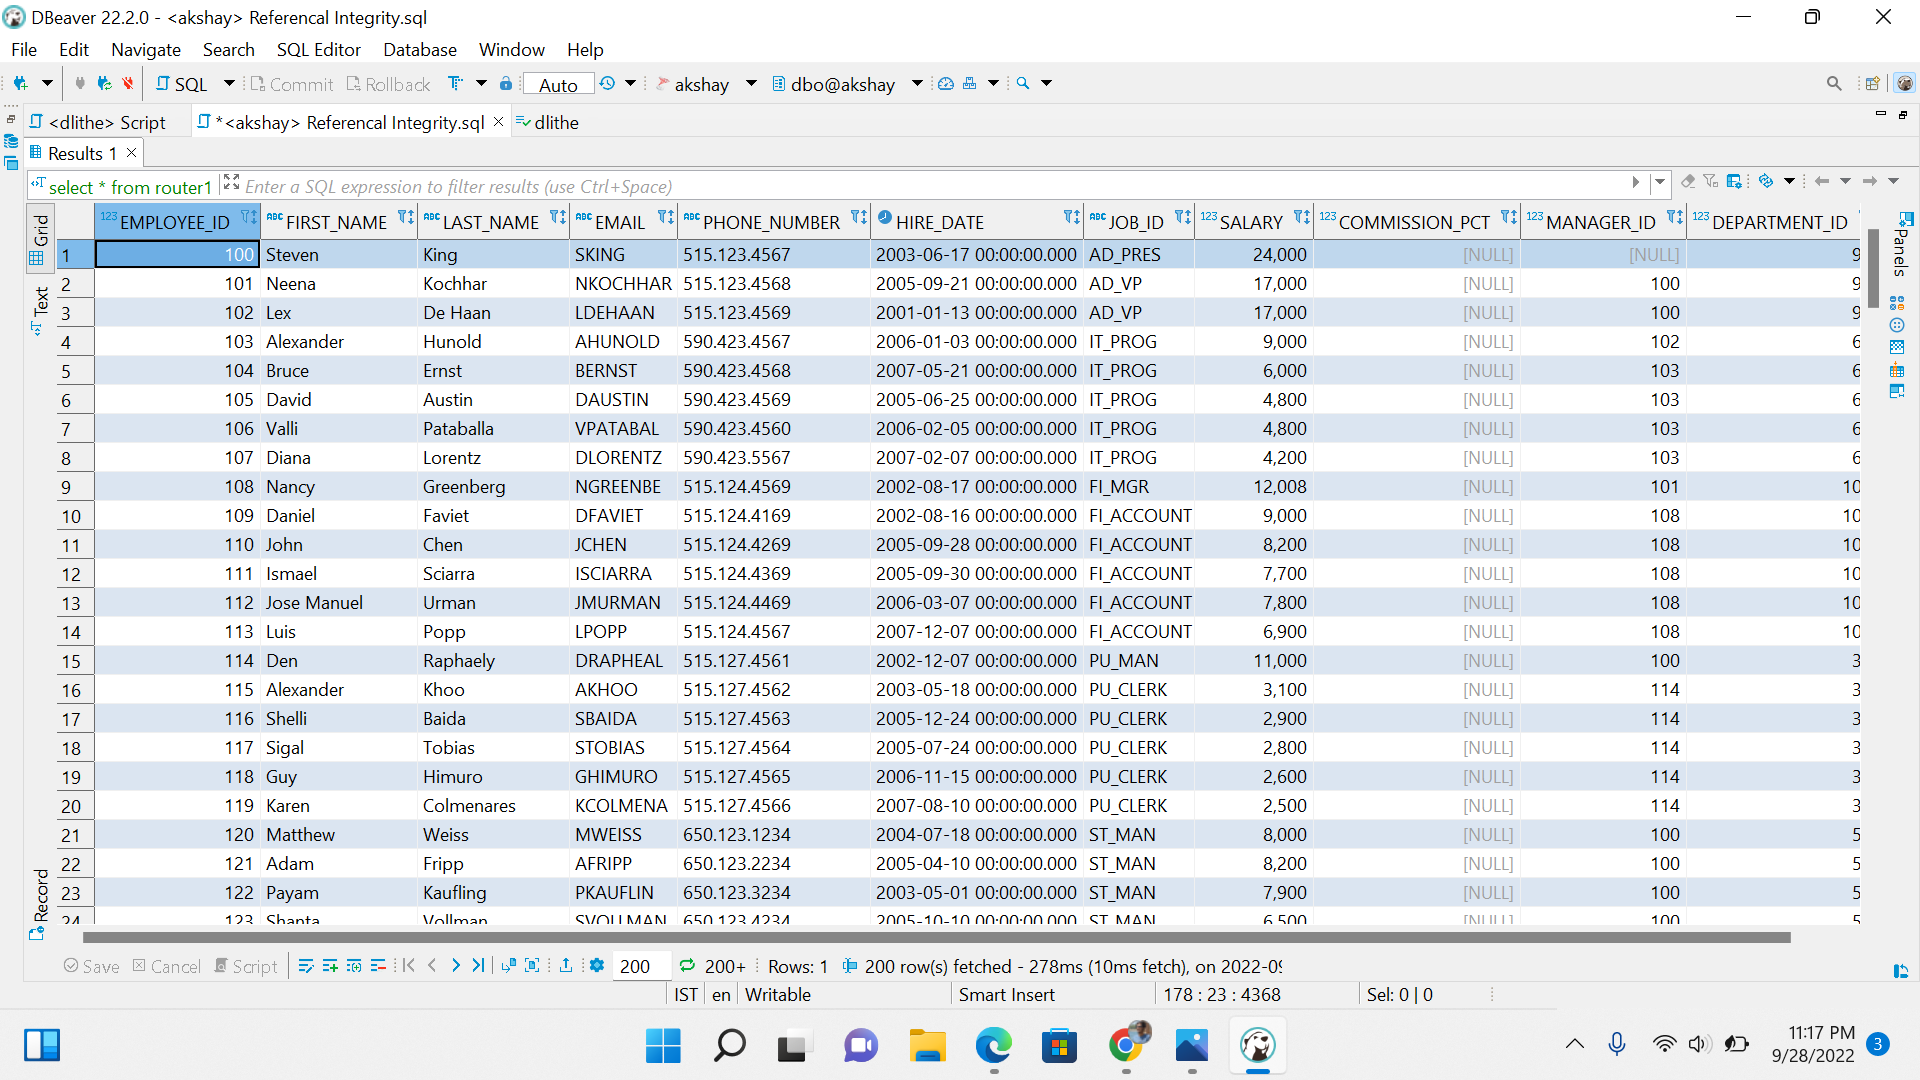 DBeaver 22.2.0 - <akshay> Referencal Integrity.sql
File Edit Navigate Search SQL Editor Database Window Help
SQL Commit Rollback Auto akshay dbo@akshay
<dlithe> Script *<akshay> Referencal Integrity.sql dlithe
Results 1
select * from router1 Enter a SQL expression to filter results (use Ctrl+Space)
Grid
Text
Record
Panels
123 EMPLOYEE_ID ABC FIRST_NAME ABC LAST_NAME ABC EMAIL ABC PHONE_NUMBER HIRE_DATE ABC JOB_ID 123 SALARY 123 COMMISSION_PCT 123 MANAGER_ID 123 DEPARTMENT_ID
1 100 Steven King SKING 515.123.4567 2003-06-17 00:00:00.000 AD_PRES 24,000 [NULL] [NULL] 9
2 101 Neena Kochhar NKOCHHAR 515.123.4568 2005-09-21 00:00:00.000 AD_VP 17,000 [NULL] 100 9
3 102 Lex De Haan LDEHAAN 515.123.4569 2001-01-13 00:00:00.000 AD_VP 17,000 [NULL] 100 9
4 103 Alexander Hunold AHUNOLD 590.423.4567 2006-01-03 00:00:00.000 IT_PROG 9,000 [NULL] 102 6
5 104 Bruce Ernst BERNST 590.423.4568 2007-05-21 00:00:00.000 IT_PROG 6,000 [NULL] 103 6
6 105 David Austin DAUSTIN 590.423.4569 2005-06-25 00:00:00.000 IT_PROG 4,800 [NULL] 103 6
7 106 Valli Pataballa VPATABAL 590.423.4560 2006-02-05 00:00:00.000 IT_PROG 4,800 [NULL] 103 6
8 107 Diana Lorentz DLORENTZ 590.423.5567 2007-02-07 00:00:00.000 IT_PROG 4,200 [NULL] 103 6
9 108 Nancy Greenberg NGREENBE 515.124.4569 2002-08-17 00:00:00.000 FI_MGR 12,008 [NULL] 101 10
10 109 Daniel Faviet DFAVIET 515.124.4169 2002-08-16 00:00:00.000 FI_ACCOUNT 9,000 [NULL] 108 10
11 110 John Chen JCHEN 515.124.4269 2005-09-28 00:00:00.000 FI_ACCOUNT 8,200 [NULL] 108 10
12 111 Ismael Sciarra ISCIARRA 515.124.4369 2005-09-30 00:00:00.000 FI_ACCOUNT 7,700 [NULL] 108 10
13 112 Jose Manuel Urman JMURMAN 515.124.4469 2006-03-07 00:00:00.000 FI_ACCOUNT 7,800 [NULL] 108 10
14 113 Luis Popp LPOPP 515.124.4567 2007-12-07 00:00:00.000 FI_ACCOUNT 6,900 [NULL] 108 10
15 114 Den Raphaely DRAPHEAL 515.127.4561 2002-12-07 00:00:00.000 PU_MAN 11,000 [NULL] 100 3
16 115 Alexander Khoo AKHOO 515.127.4562 2003-05-18 00:00:00.000 PU_CLERK 3,100 [NULL] 114 3
17 116 Shelli Baida SBAIDA 515.127.4563 2005-12-24 00:00:00.000 PU_CLERK 2,900 [NULL] 114 3
18 117 Sigal Tobias STOBIAS 515.127.4564 2005-07-24 00:00:00.000 PU_CLERK 2,800 [NULL] 114 3
19 118 Guy Himuro GHIMURO 515.127.4565 2006-11-15 00:00:00.000 PU_CLERK 2,600 [NULL] 114 3
20 119 Karen Colmenares KCOLMENA 515.127.4566 2007-08-10 00:00:00.000 PU_CLERK 2,500 [NULL] 114 3
21 120 Matthew Weiss MWEISS 650.123.1234 2004-07-18 00:00:00.000 ST_MAN 8,000 [NULL] 100 5
22 121 Adam Fripp AFRIPP 650.123.2234 2005-04-10 00:00:00.000 ST_MAN 8,200 [NULL] 100 5
23 122 Payam Kaufling PKAUFLIN 650.123.3234 2003-05-01 00:00:00.000 ST_MAN 7,900 [NULL] 100 5
24 123 Shanta Vollman SVOLLMAN 650.123.4234 2005-10-10 00:00:00.000 ST_MAN 6,500 [NULL] 100 5
Save Cancel Script 200 200+ Rows: 1 200 row(s) fetched - 278ms (10ms fetch), on 2022-09
IST en Writable Smart Insert 178 : 23 : 4368 Sel: 0 | 0
11:17 PM
9/28/2022 3